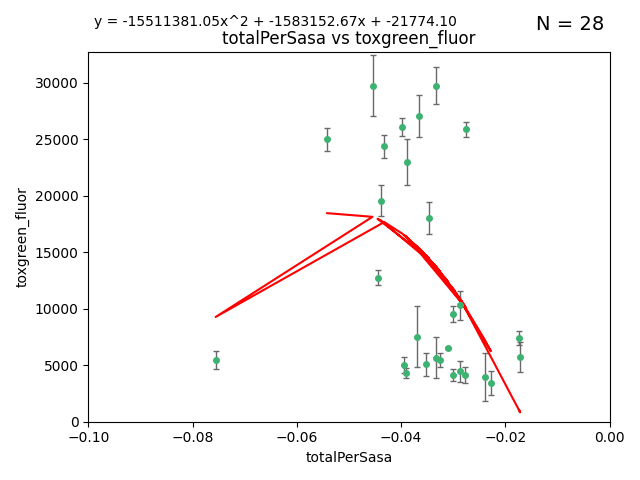 y = -15511381.05x^2 + -1583152.67x + -21774.10
N = 28
totalPerSasa vs toxgreen_fluor
toxgreen_fluor
30000
25000
20000
15000
10000
5000
0
−0.10
−0.08
−0.06
−0.04
−0.02
0.00
totalPerSasa